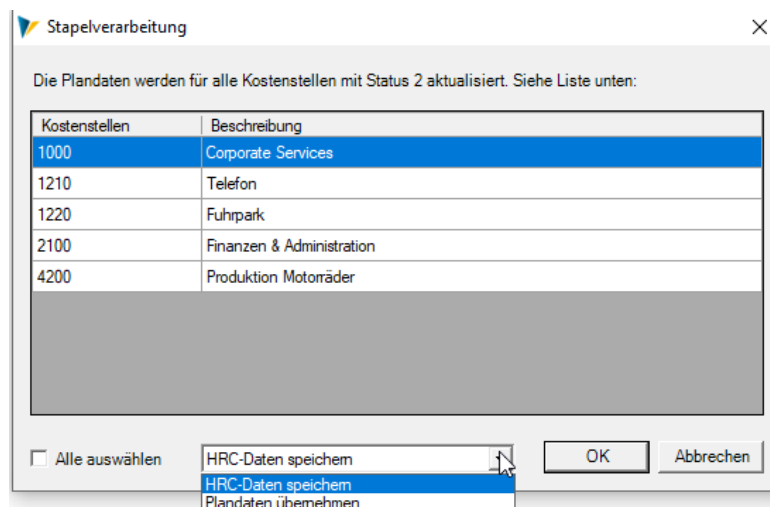 Stapelverarbeitung
Die Plandaten werden für alle Kostenstellen mit Status 2 aktualisiert. Siehe Liste unten:
Kostenstellen Beschreibung
1000 Corporate Services
1210 Telefon
1220 Fuhrpark
2100 Finanzen & Administration
4200 Produktion Motorräder
Alle auswählen HRC-Daten speichern OK Abbrechen
HRC-Daten speichern
Plandaten übernehmen